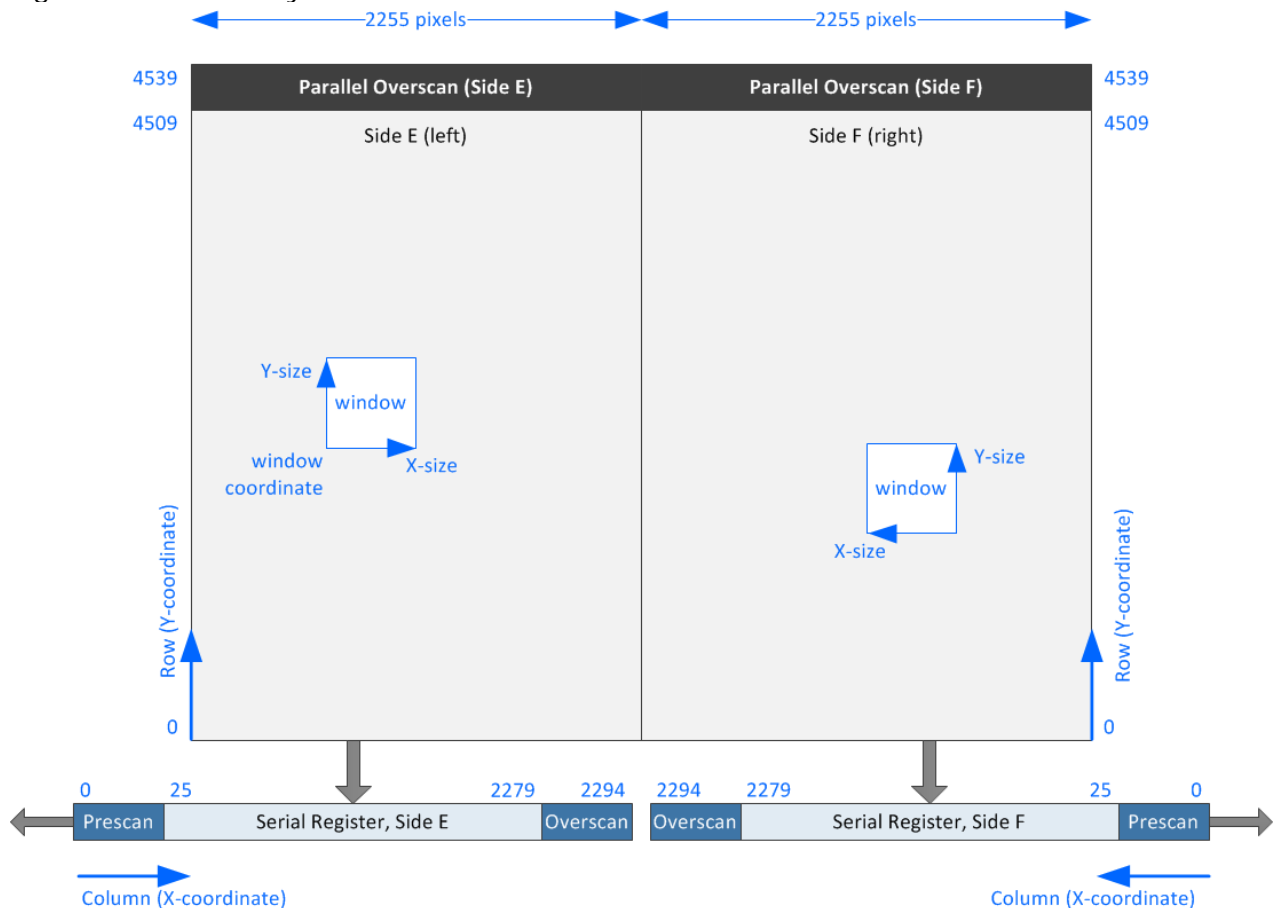 2255 pixels 2255 pixels
4539 Parallel Overscan (Side E) Parallel Overscan (Side F) 4539
4509 4509
Side E (left) Side F (right)
Y-size
window
window
coordinate
X-size
Y-size
window
X-size
Row (Y-coordinate)
Row (Y-coordinate)
0 0
0 25 2279 2294 2294 2279 25 0
Prescan Serial Register, Side E Overscan Overscan Serial Register, Side F Prescan
Column (X-coordinate) Column (X-coordinate)